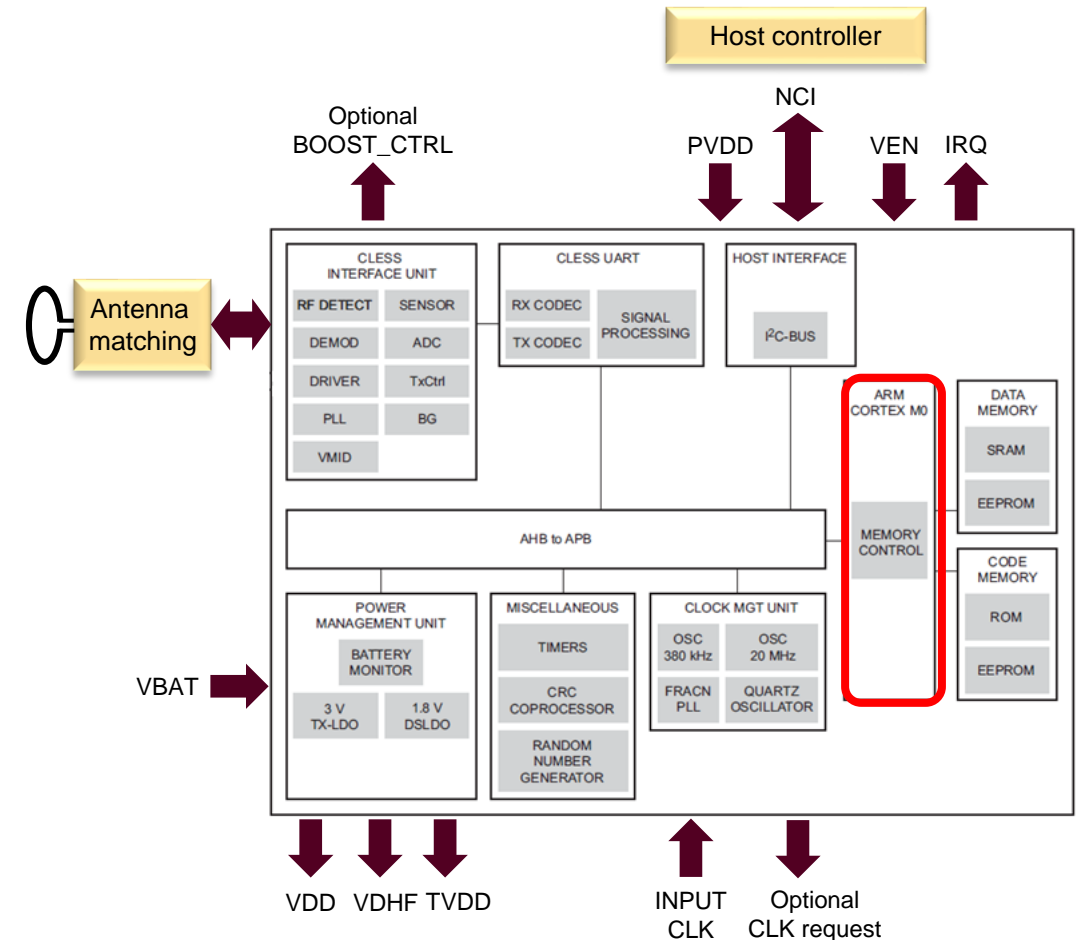 Host controller
NCI
Optional
BOOST_CTRL
PVDD
VEN
IRQ
CLESS
INTERFACE UNIT
RF DETECT
SENSOR
DEMOD
ADC
DRIVER
TxCtrl
PLL
BG
VMID
CLESS UART
RX CODEC
TX CODEC
SIGNAL
PROCESSING
HOST INTERFACE
I²C-BUS
Antenna
matching
ARM
CORTEX M0
MEMORY
CONTROL
DATA
MEMORY
SRAM
EEPROM
AHB to APB
CODE
MEMORY
ROM
EEPROM
POWER
MANAGEMENT UNIT
BATTERY
MONITOR
3 V
TX-LDO
1.8 V
DSLDO
MISCELLANEOUS
TIMERS
CRC
COPROCESSOR
RANDOM
NUMBER
GENERATOR
CLOCK MGT UNIT
OSC
380 kHz
OSC
20 MHz
FRACN
PLL
QUARTZ
OSCILLATOR
VBAT
VDD
VDHF
TVDD
INPUT
CLK
Optional
CLK request